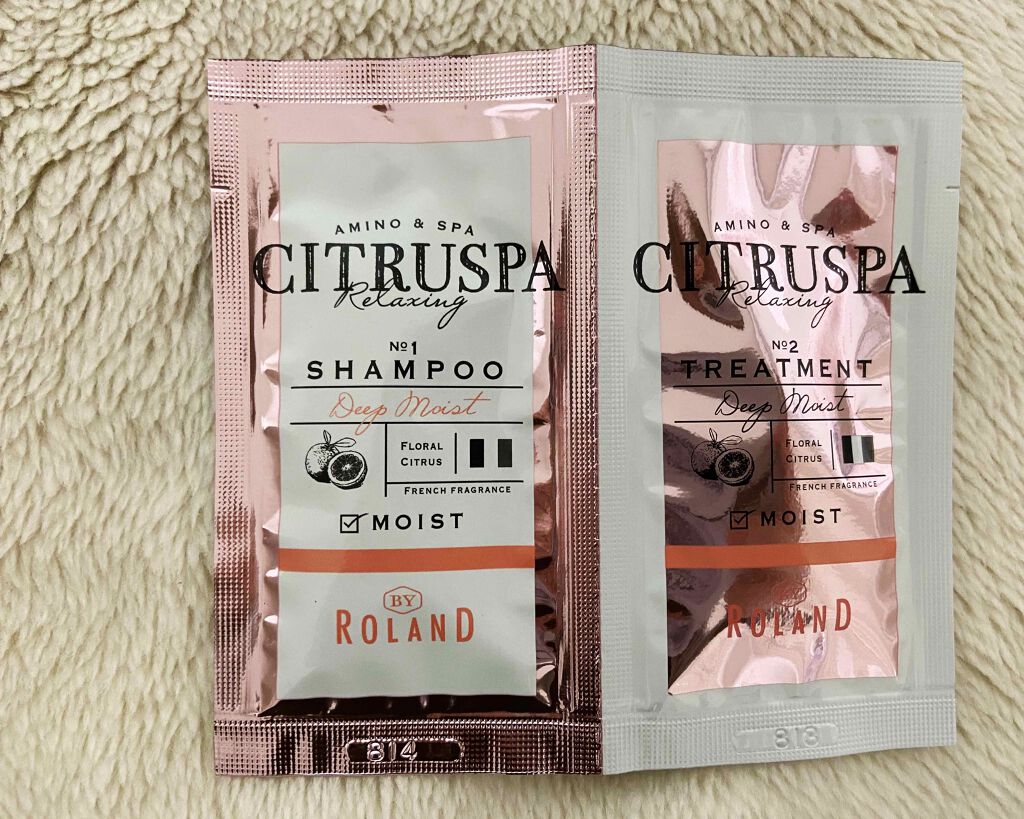 AMINO & SPA
CITRUSPA
Relaxing
№1
SHAMPOO
Deep Moist
FLORAL
CITRUS
FRENCH FRAGRANCE
MOIST
BY
ROLAND
814
AMINO & SPA
CITRUSPA
Relaxing
№2
TREATMENT
Deep Moist
FLORAL
CITRUS
FRENCH FRAGRANCE
MOIST
BY
ROLAND